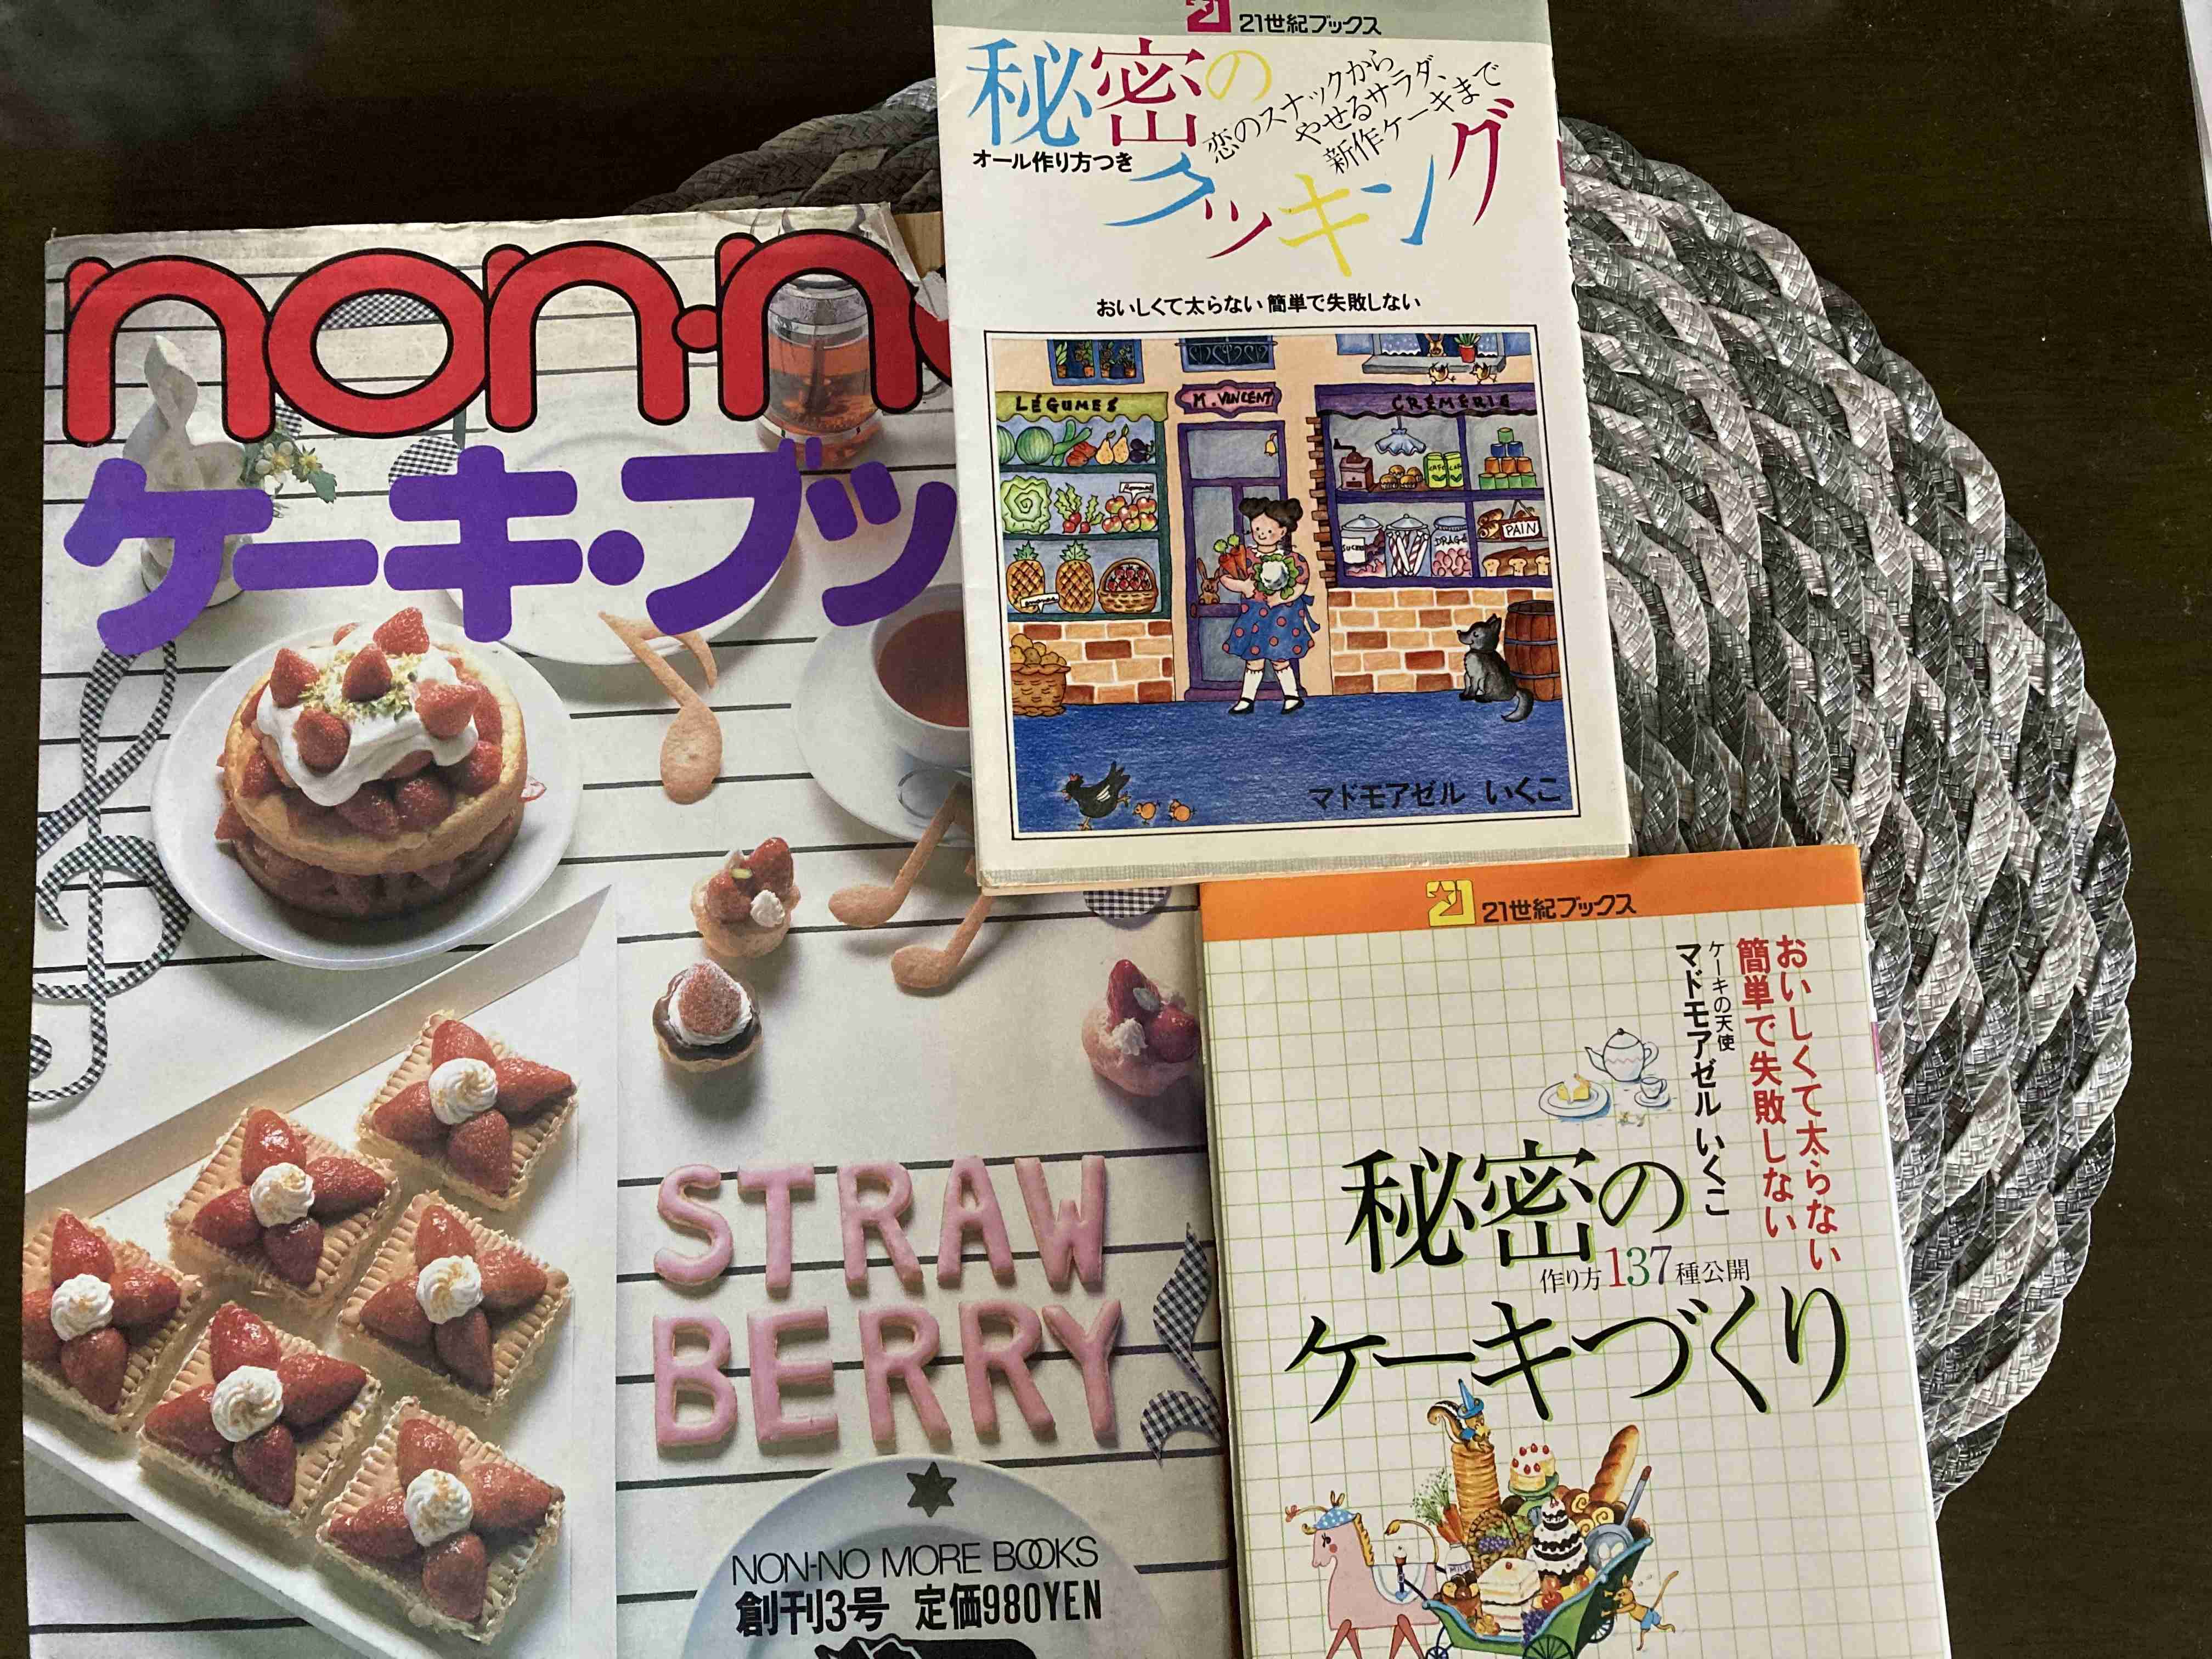 non-n
ケーキ・ブッ
STRAW
BERRY
NON-NO MORE BOOKS
創刊3号 定価980YEN
21 21世紀ブックス
秘密の
クッキング
オール作り方つき
恋のスナックから
やせるサラダ、
新作ケーキまで
おいしくて太らない 簡単で失敗しない
LÉGUMES
M. VINCENT
CRÉMERIE
CAFE
SUCRE
DRAGÉ
PAIN
マドモアゼル いくこ
21 21世紀ブックス
おいしくて太らない
簡単で失敗しない
ケーキの天使
マドモアゼル いくこ
秘密の
作り方137種公開
ケーキづくり